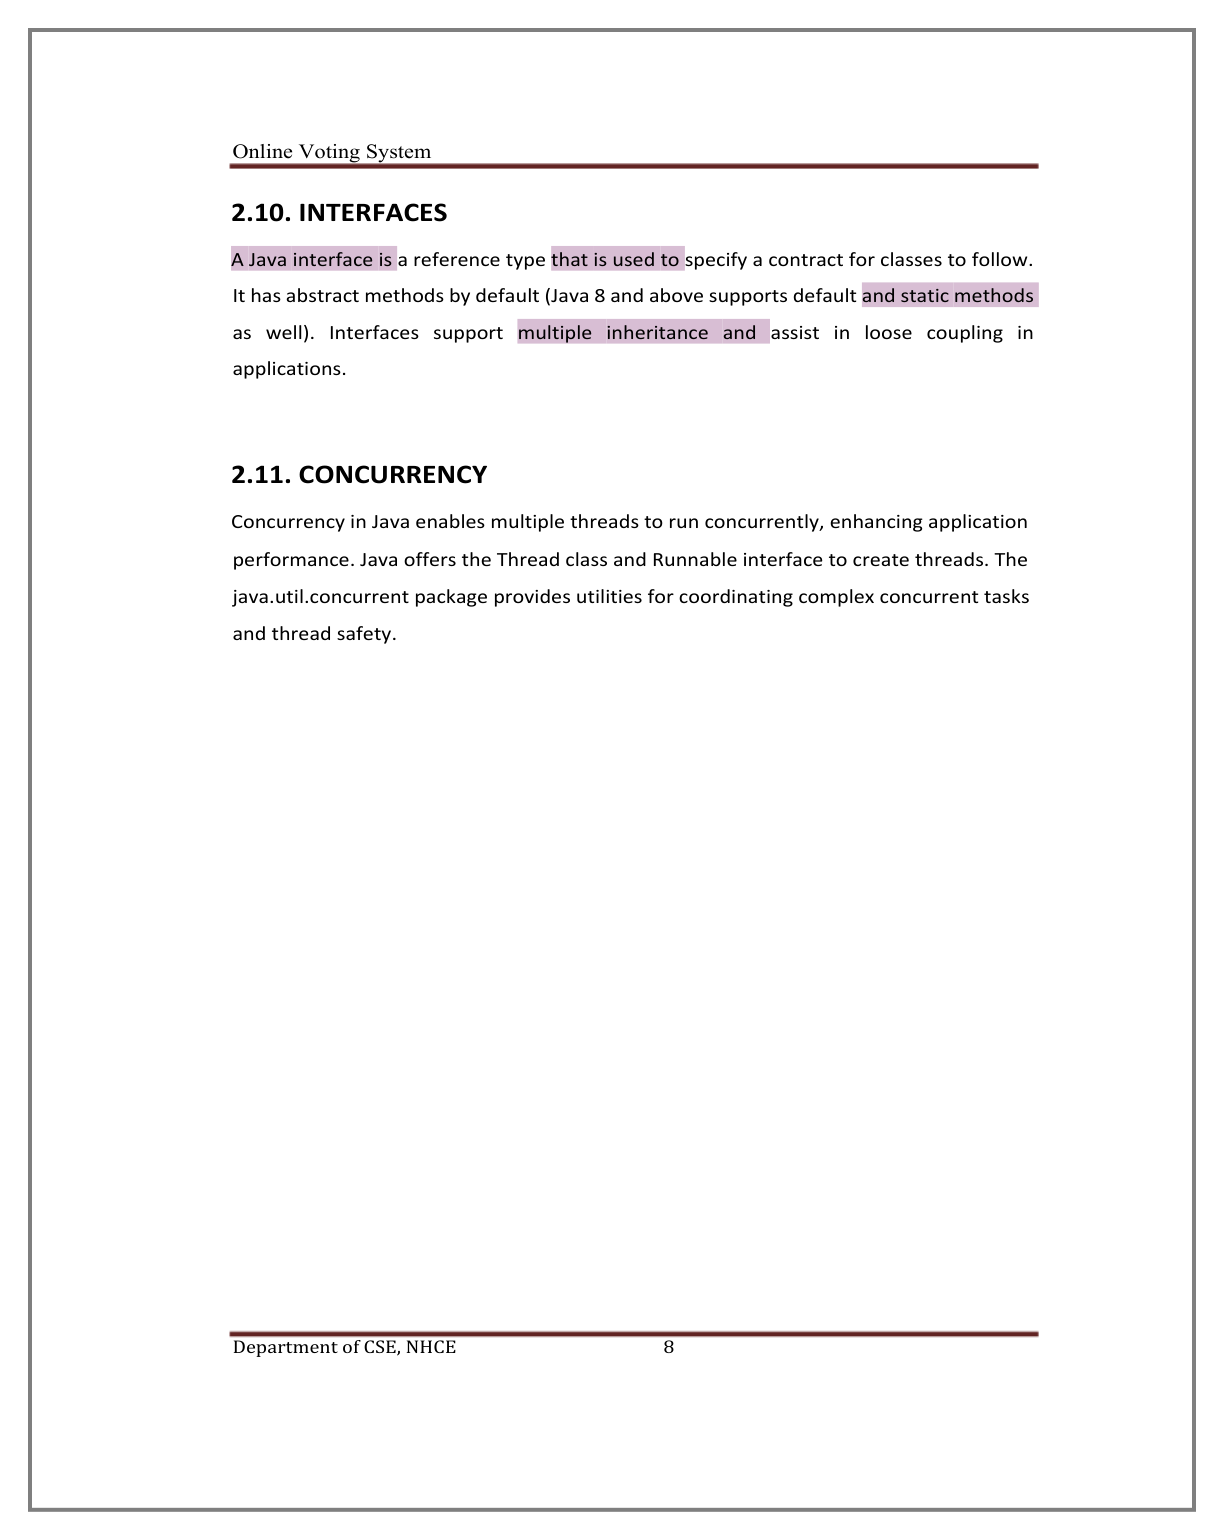 Online Voting System
2.10. INTERFACES
A Java interface is a reference type that is used to specify a contract for classes to follow.
It has abstract methods by default (Java 8 and above supports default and static methods
as well). Interfaces support multiple inheritance and assist in loose coupling in
applications.
2.11. CONCURRENCY
Concurrency in Java enables multiple threads to run concurrently, enhancing application
performance. Java offers the Thread class and Runnable interface to create threads. The
java.util.concurrent package provides utilities for coordinating complex concurrent tasks
and thread safety.
Department of CSE, NHCE 8